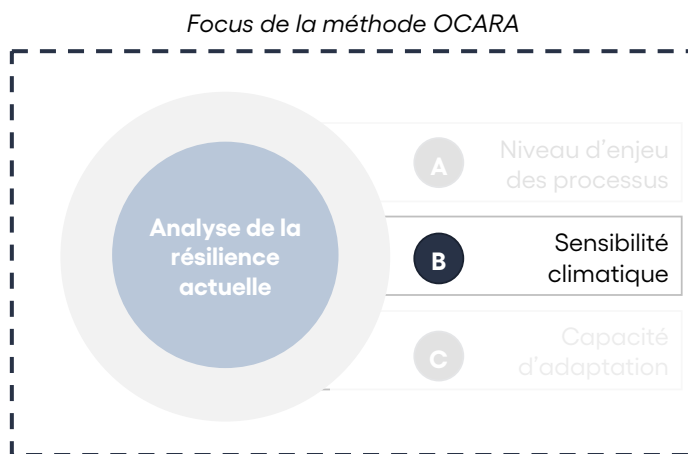 Focus de la méthode OCARA
Analyse de la
résilience
actuelle
A
Niveau d’enjeu
des processus
B
Sensibilité
climatique
C
Capacité
d’adaptation